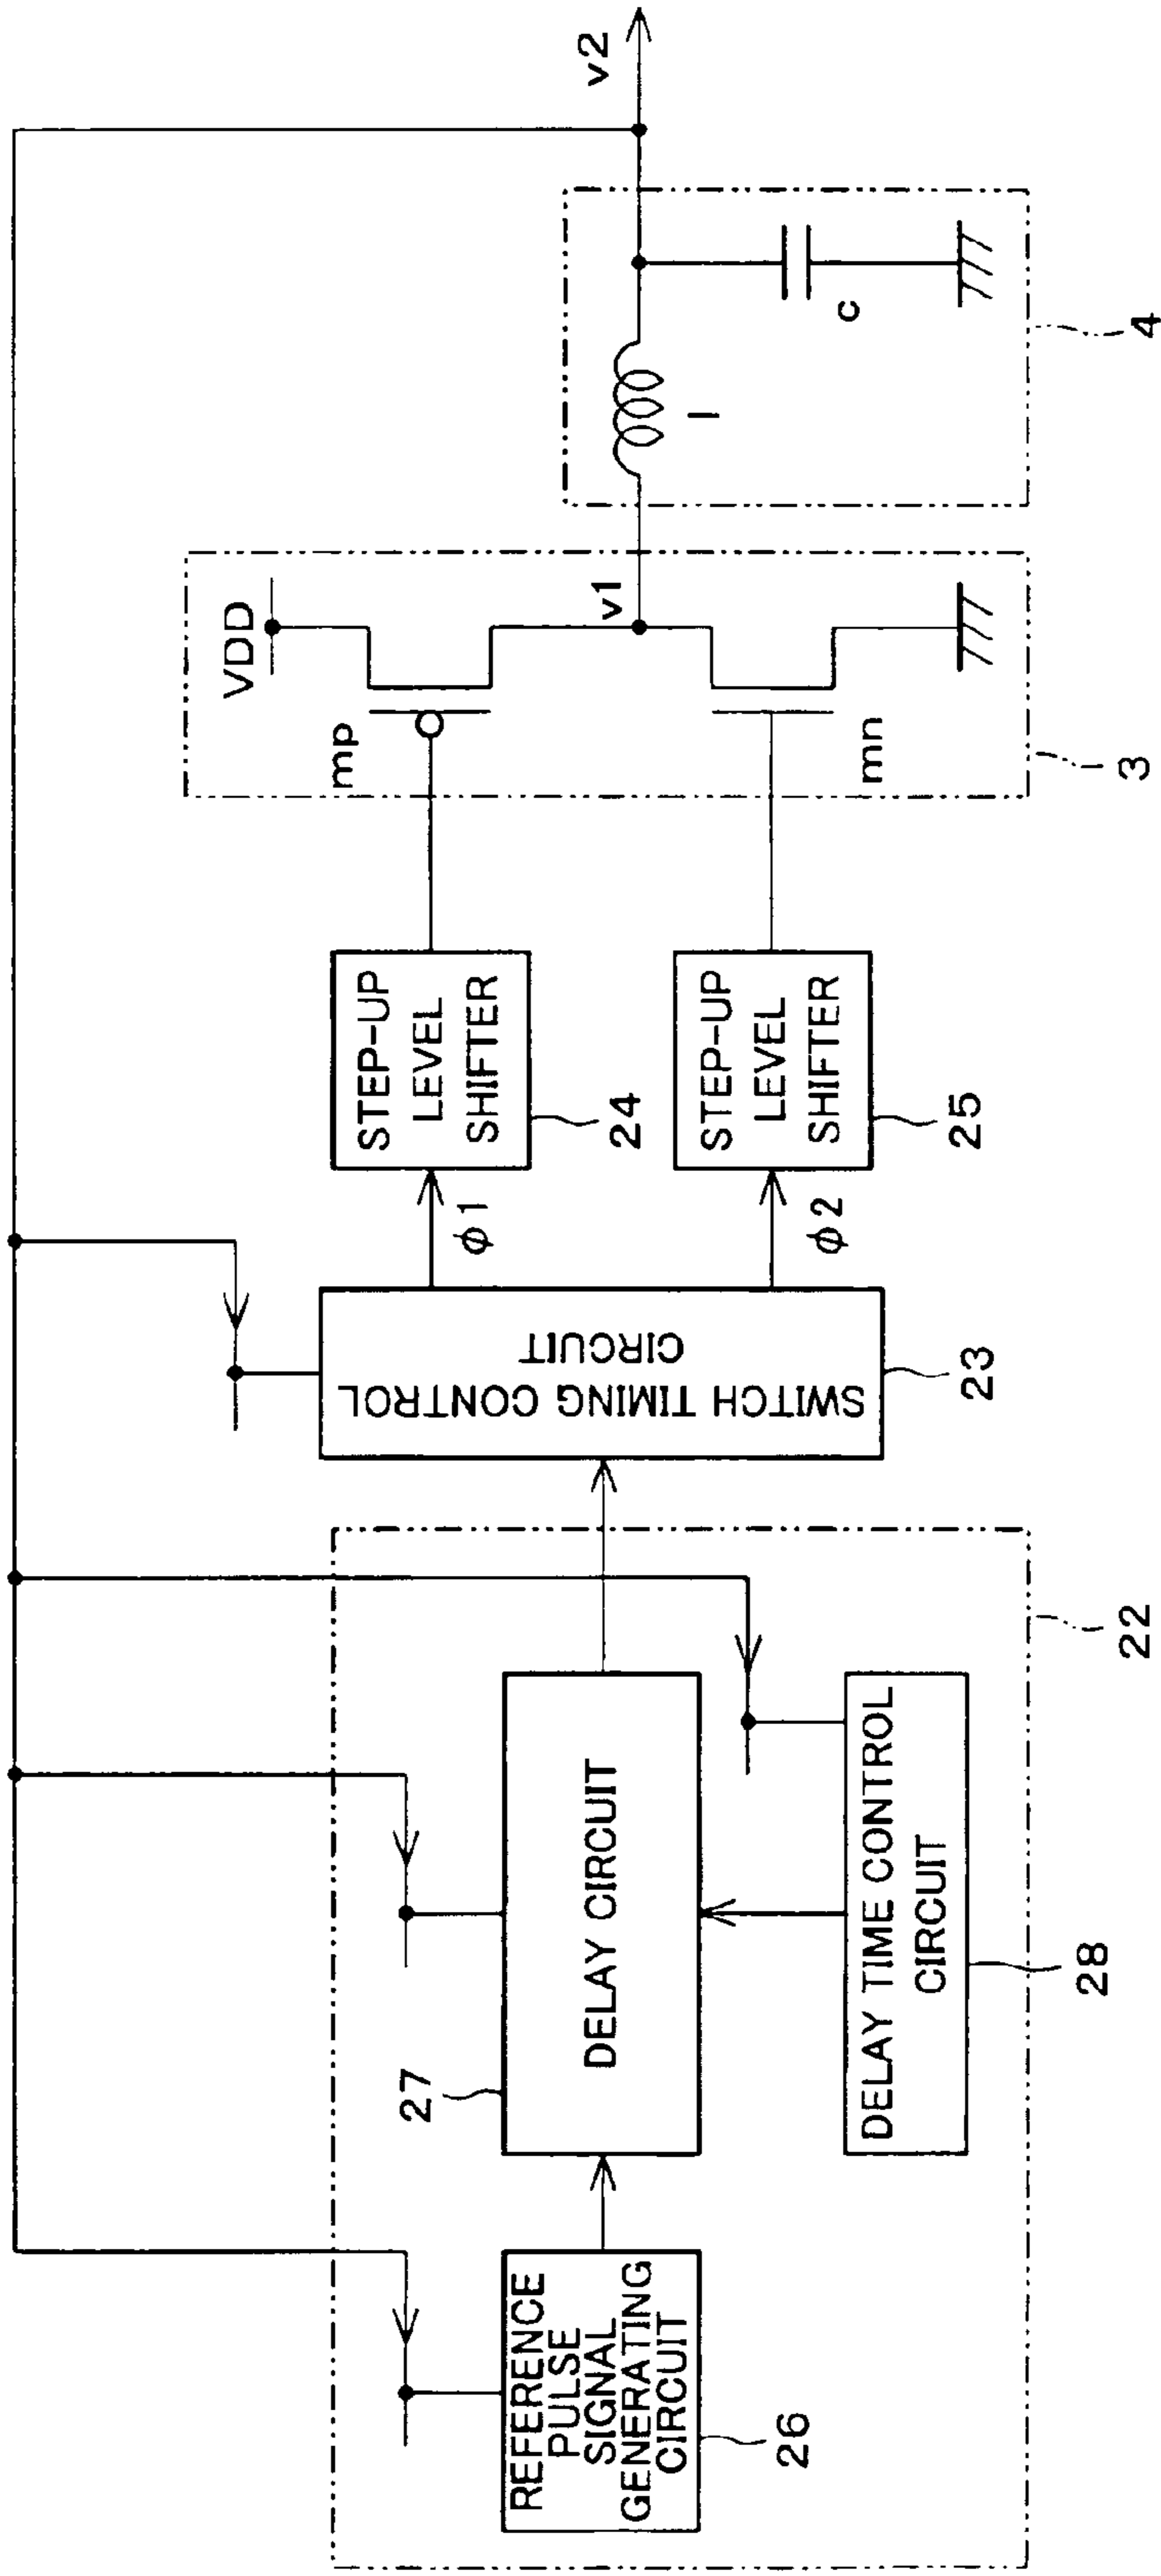 REFERENCE
PULSE
SIGNAL
GENERATING
CIRCUIT
26
27
DELAY CIRCUIT
DELAY TIME CONTROL
CIRCUIT
28
22
SWITCH TIMING CONTROL
CIRCUIT
23
φ1
φ2
STEP-UP
LEVEL
SHIFTER
24
STEP-UP
LEVEL
SHIFTER
25
VDD
mp
v1
mn
3
l
c
4
v2